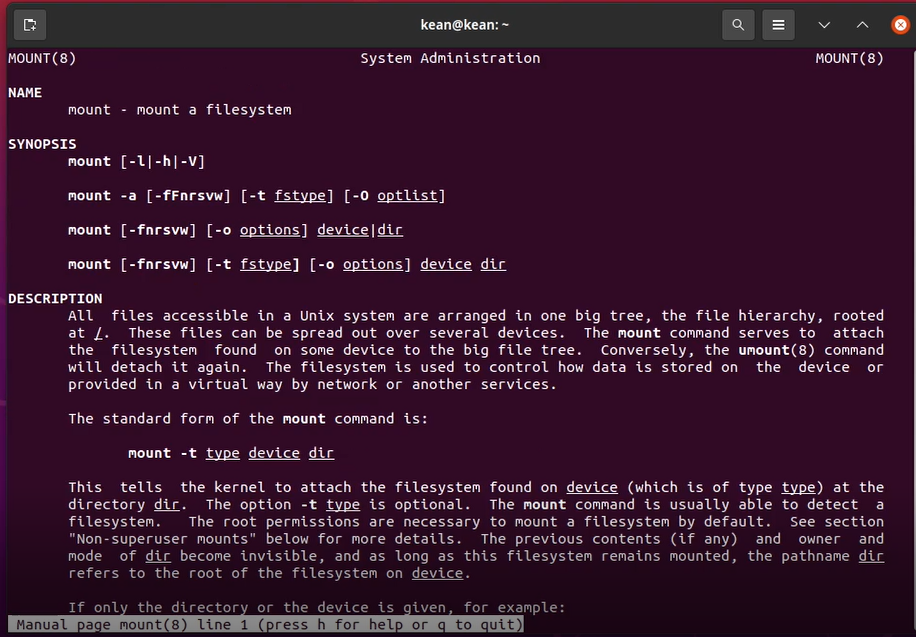 kean@kean: ~
MOUNT(8) System Administration MOUNT(8)
NAME
mount - mount a filesystem
SYNOPSIS
mount [-l|-h|-V]
mount -a [-fFnrsvw] [-t fstype] [-O optlist]
mount [-fnrsvw] [-o options] device|dir
mount [-fnrsvw] [-t fstype] [-o options] device dir
DESCRIPTION
All files accessible in a Unix system are arranged in one big tree, the file hierarchy, rooted
at /. These files can be spread out over several devices. The mount command serves to attach
the filesystem found on some device to the big file tree. Conversely, the umount(8) command
will detach it again. The filesystem is used to control how data is stored on the device or
provided in a virtual way by network or another services.
The standard form of the mount command is:
mount -t type device dir
This tells the kernel to attach the filesystem found on device (which is of type type) at the
directory dir. The option -t type is optional. The mount command is usually able to detect a
filesystem. The root permissions are necessary to mount a filesystem by default. See section
"Non-superuser mounts" below for more details. The previous contents (if any) and owner and
mode of dir become invisible, and as long as this filesystem remains mounted, the pathname dir
refers to the root of the filesystem on device.
If only the directory or the device is given, for example:
Manual page mount(8) line 1 (press h for help or q to quit)